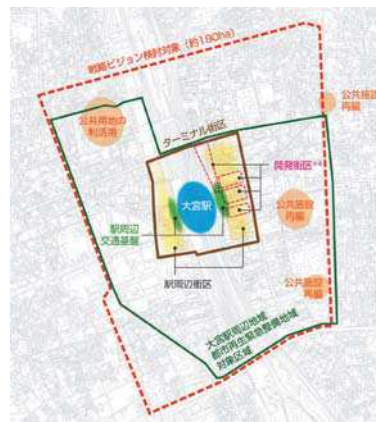 戦略ビジョン検討対象（約190ha）
公共施設
再編
公共用地の
利活用
ターミナル街区
開発街区**
大宮駅
公共施設
再編
駅周辺
交通基盤
駅周辺街区
公共施設
再編
大宮駅周辺地域
都市再生緊急整備地域
対象区域